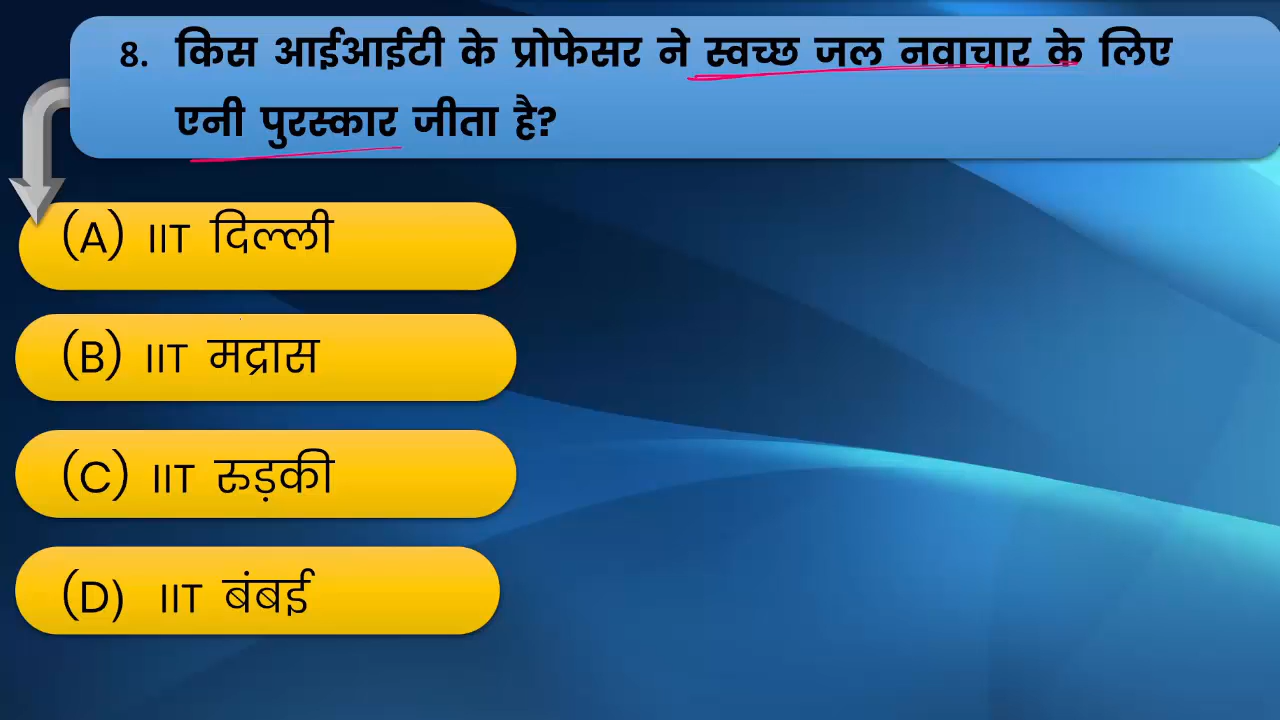 8. किस आईआईटी के प्रोफेसर ने स्वच्छ जल नवाचार के लिए
एनी पुरस्कार जीता है?
(A) IIT दिल्ली
(B) IIT मद्रास
(C) IIT रुड़की
(D) IIT बंबई